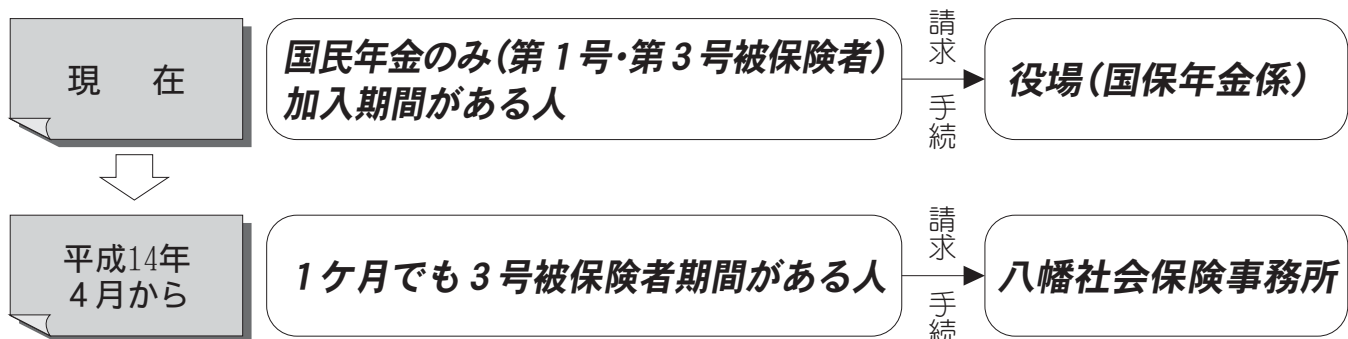 現　在
国民年金のみ（第１号・第３号被保険者）
加入期間がある人
請求手続
役場（国保年金係）
平成14年
４月から
１ケ月でも３号被保険者期間がある人
請求手続
八幡社会保険事務所